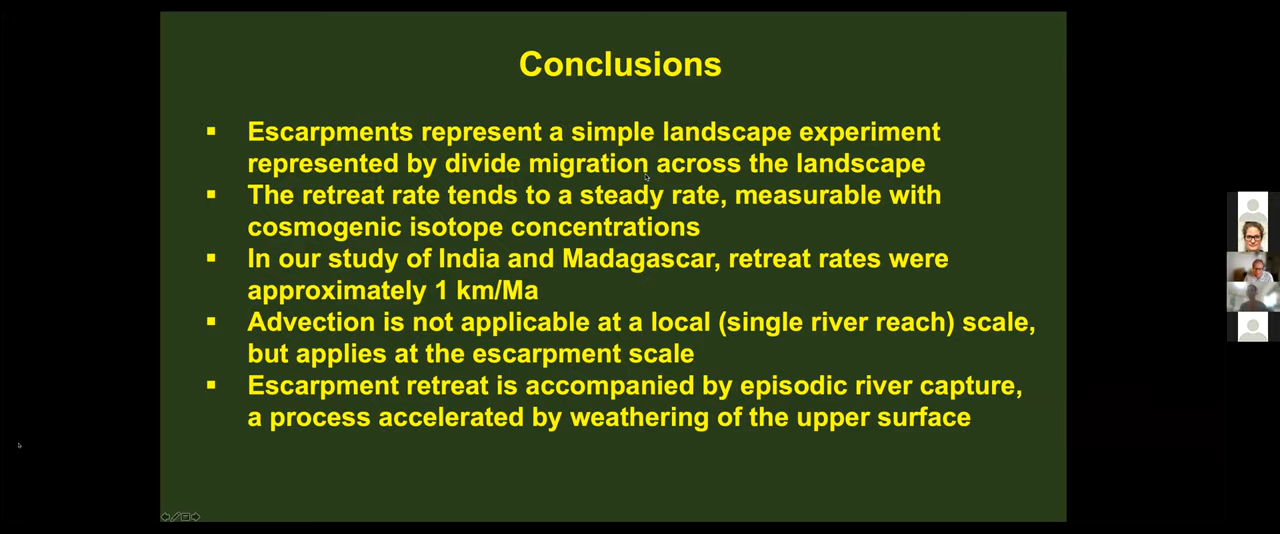 Conclusions
▪ Escarpments represent a simple landscape experiment
represented by divide migration across the landscape
▪ The retreat rate tends to a steady rate, measurable with
cosmogenic isotope concentrations
▪ In our study of India and Madagascar, retreat rates were
approximately 1 km/Ma
▪ Advection is not applicable at a local (single river reach) scale,
but applies at the escarpment scale
▪ Escarpment retreat is accompanied by episodic river capture,
a process accelerated by weathering of the upper surface